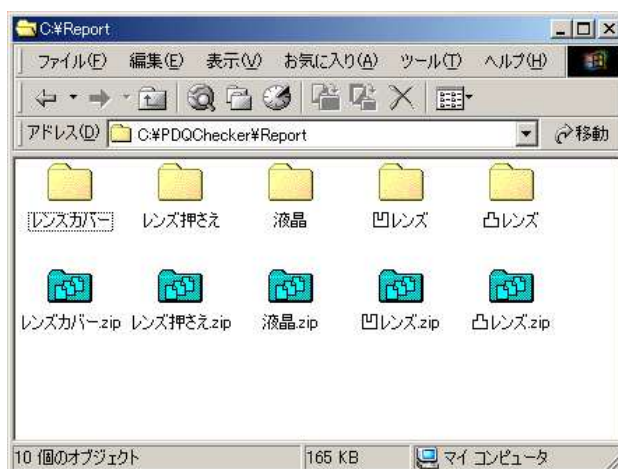 C:¥Report
ファイル(F) 編集(E) 表示(V) お気に入り(A) ツール(T) ヘルプ(H)
アドレス(D) C:¥PDQChecker¥Report 移動
レンズカバー レンズ押さえ 液晶 凹レンズ 凸レンズ
レンズカバー.zip レンズ押さえ.zip 液晶.zip 凹レンズ.zip 凸レンズ.zip
10 個のオブジェクト 165 KB マイ コンピュータ